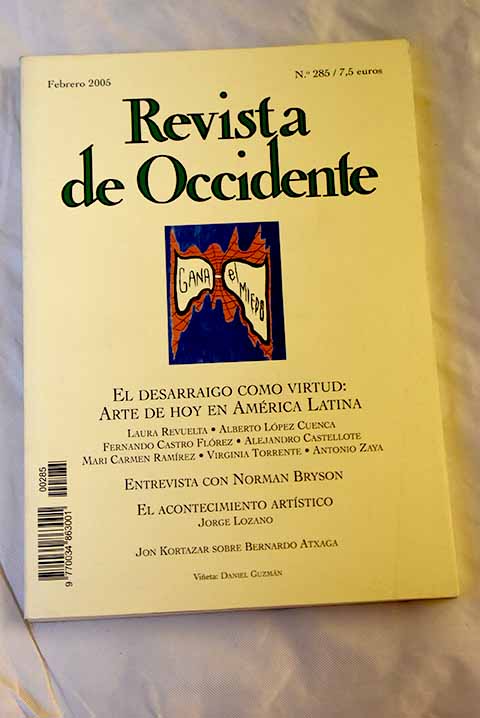 Febrero 2005
N.º 285 / 7,5 euros
Revista
de Occidente
GANA el MIEDO
EL DESARRAIGO COMO VIRTUD:
ARTE DE HOY EN AMÉRICA LATINA
LAURA REVUELTA • ALBERTO LÓPEZ CUENCA
FERNANDO CASTRO FLÓREZ • ALEJANDRO CASTELLOTE
MARI CARMEN RAMÍREZ • VIRGINIA TORRENTE • ANTONIO ZAYA
ENTREVISTA CON NORMAN BRYSON
EL ACONTECIMIENTO ARTÍSTICO
JORGE LOZANO
JON KORTAZAR SOBRE BERNARDO ATXAGA
Viñeta: DANIEL GUZMÁN
00285
9 770034 863001